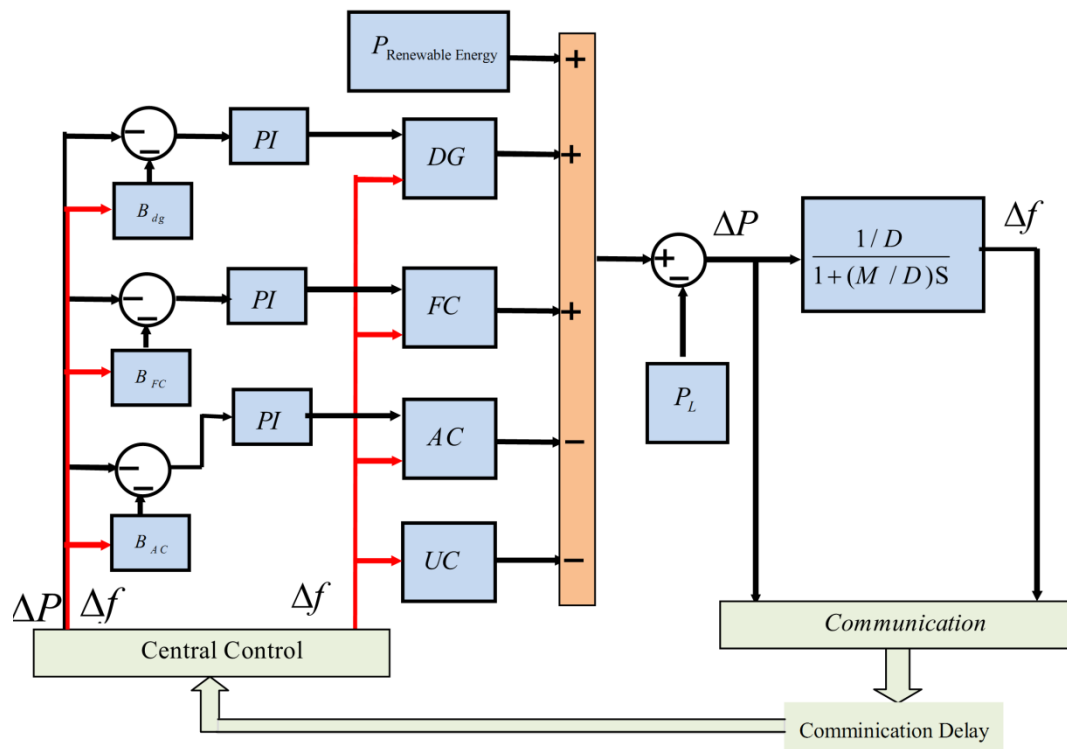 P Renewable Energy
+
−
−
PI
DG
+
B dg
ΔP
Δf
1 / D
1 + (M / D)S
+
−
−
−
PI
FC
+
B FC
P L
PI
AC
−
−
−
B AC
UC
−
ΔP
Δf
Δf
Central Control
Communication
Comminication Delay